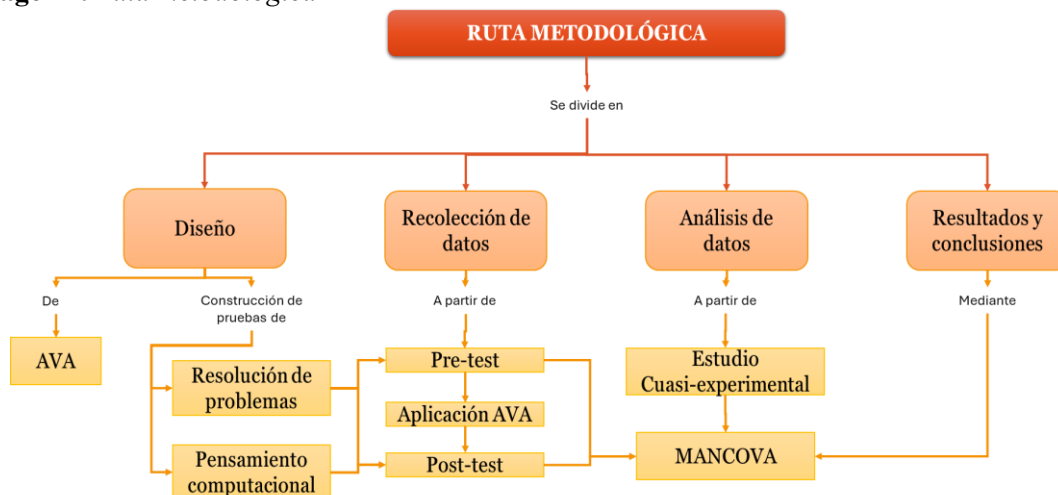 RUTA METODOLÓGICA
Se divide en
Diseño
Recolección de
datos
Análisis de
datos
Resultados y
conclusiones
De
Construcción de
pruebas de
A partir de
A partir de
Mediante
AVA
Resolución de
problemas
Pensamiento
computacional
Pre-test
Aplicación AVA
Post-test
Estudio
Cuasi-experimental
MANCOVA